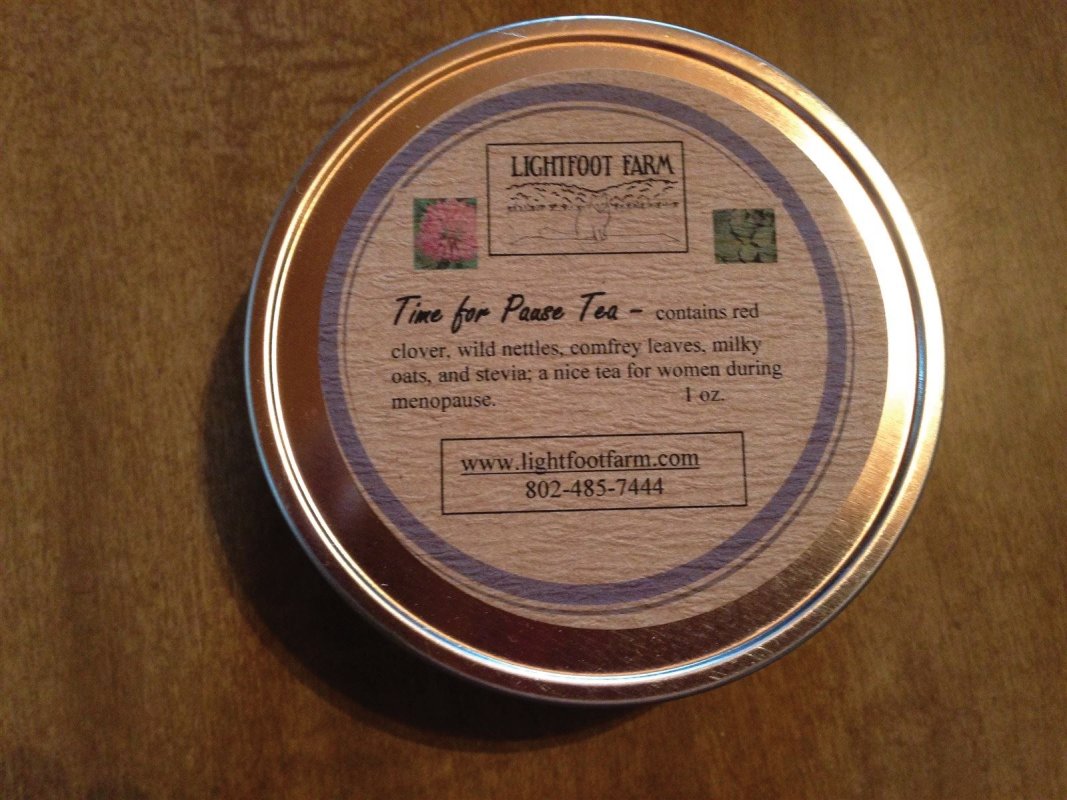 LIGHTFOOT FARM
Time for Pause Tea - contains red
clover, wild nettles, comfrey leaves, milky
oats, and stevia; a nice tea for women during
menopause. 1 oz.
www.lightfootfarm.com
802-485-7444